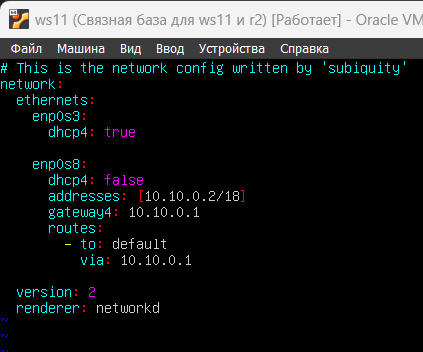 ws11 (Связная база для ws11 и r2) [Работает] - Oracle VM
Файл Машина Вид Ввод Устройства Справка
# This is the network config written by 'subiquity'
network:
  ethernets:
    enp0s3:
      dhcp4: true

    enp0s8:
      dhcp4: false
      addresses: [10.10.0.2/18]
      gateway4: 10.10.0.1
      routes:
        - to: default
          via: 10.10.0.1

  version: 2
  renderer: networkd
~
~
~